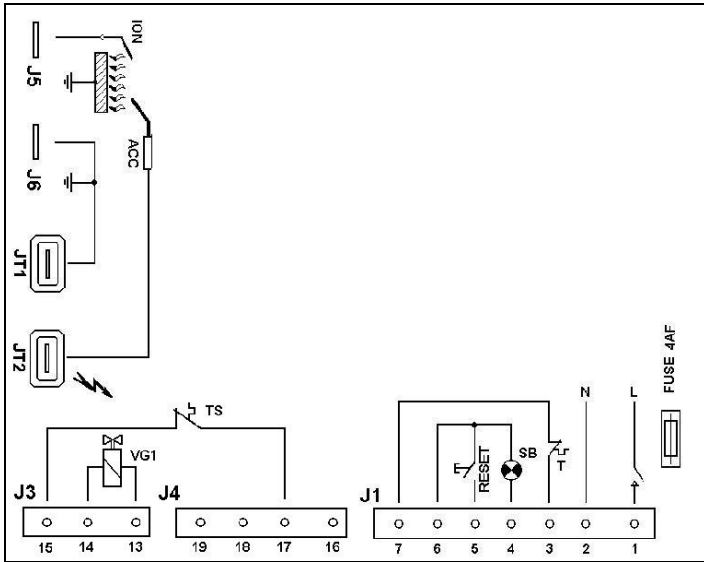 ION
J5
ACC
J6
JT1
JT2
FUSE 4AF
TS
N
L
VG1
RESET
SB
T
J3
J4
J1
15 14 13
19 18 17 16
7 6 5 4 3 2 1